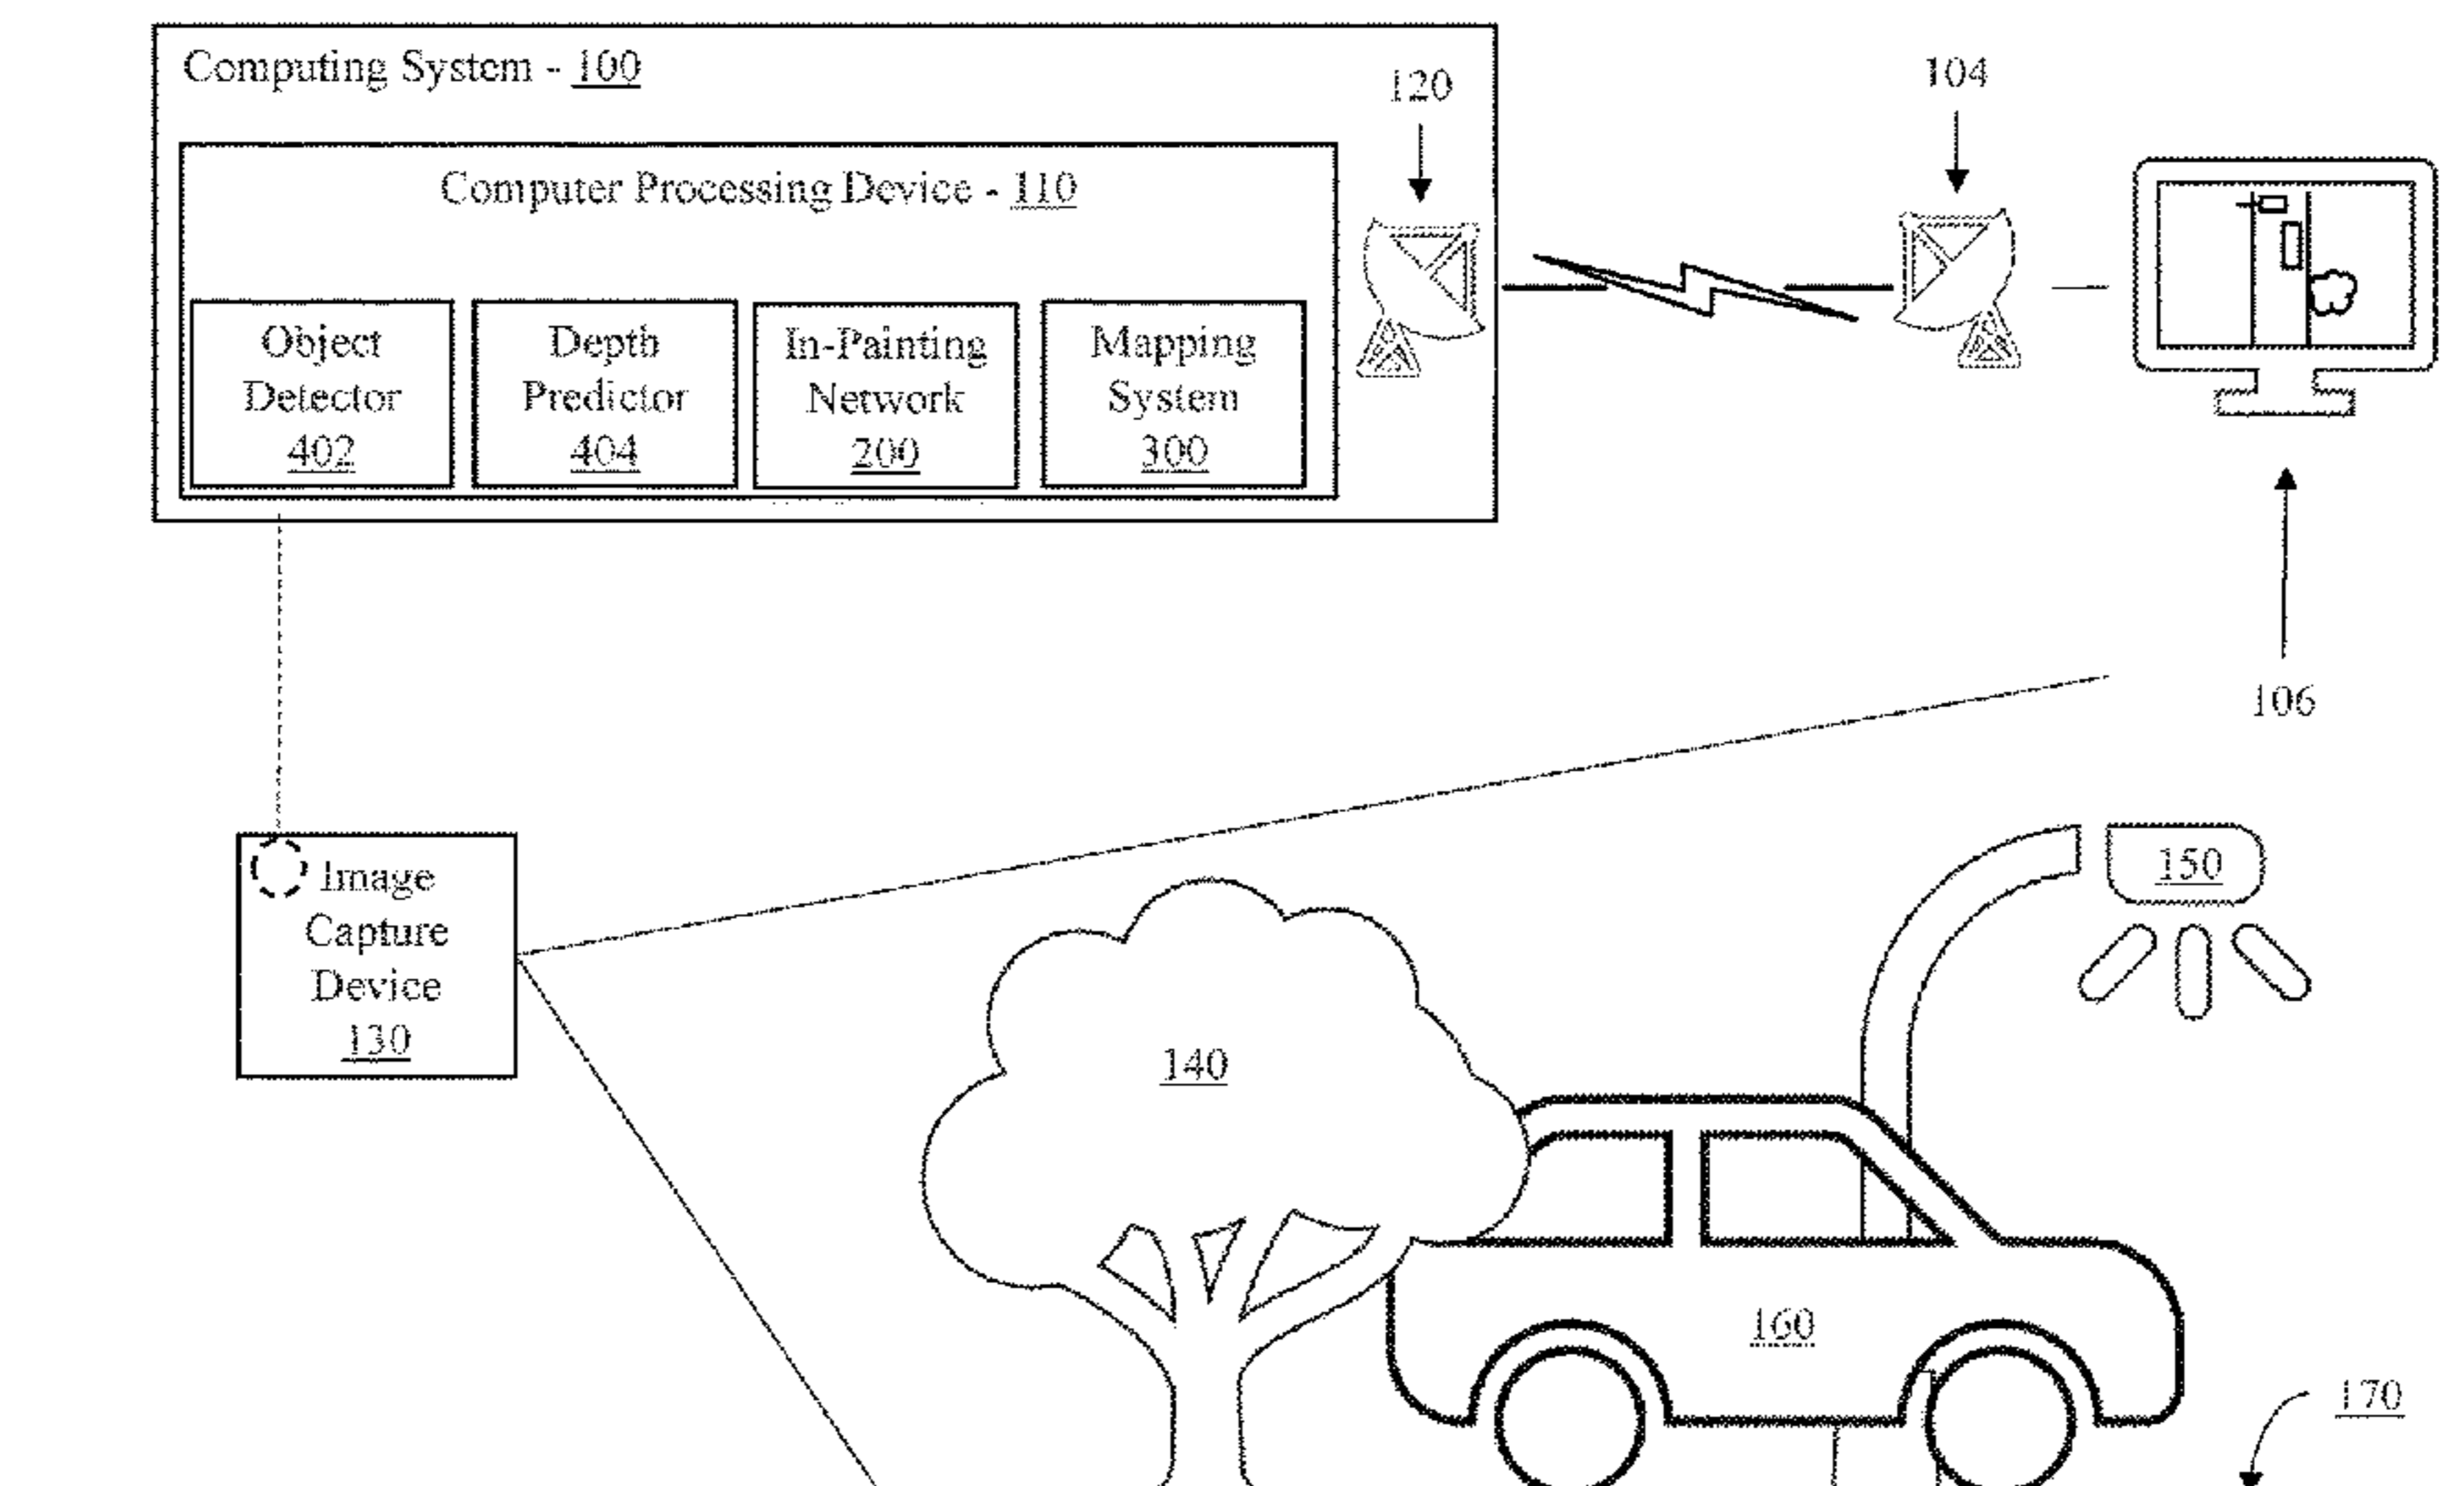 Computing System - 100
120
104
Computer Processing Device - 110
Object
Detector
402
Depth
Predictor
404
In-Painting
Network
200
Mapping
System
300
106
Image
Capture
Device
130
150
140
160
170